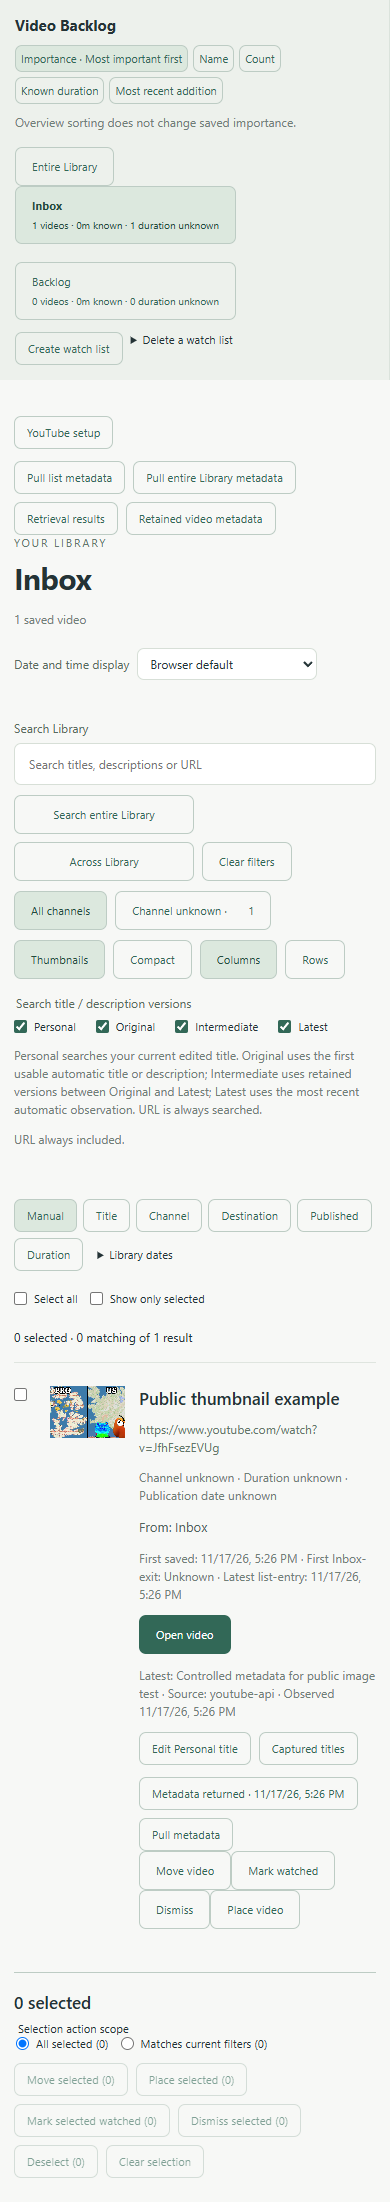 Video Backlog
Importance · Most important first
Name
Count
Known duration
Most recent addition
Overview sorting does not change saved importance.
Entire Library
Inbox
1 videos · 0m known · 1 duration unknown
Backlog
0 videos · 0m known · 0 duration unknown
Create watch list
▶ Delete a watch list
YouTube setup
Pull list metadata
Pull entire Library metadata
Retrieval results
Retained video metadata
YOUR LIBRARY
Inbox
1 saved video
Date and time display
Browser default
Search Library
Search titles, descriptions or URL
Search entire Library
Across Library
Clear filters
All channels
Channel unknown · 1
Thumbnails
Compact
Columns
Rows
Search title / description versions
Personal
Original
Intermediate
Latest
Personal searches your current edited title. Original uses the first
usable automatic title or description; Intermediate uses retained
versions between Original and Latest; Latest uses the most recent
automatic observation. URL is always searched.
URL always included.
Manual
Title
Channel
Destination
Published
Duration
▶ Library dates
Select all
Show only selected
0 selected · 0 matching of 1 result
US
Public thumbnail example
https://www.youtube.com/watch?
v=JfhFsezEVUg
Channel unknown · Duration unknown ·
Publication date unknown
From: Inbox
First saved: 11/17/26, 5:26 PM · First Inbox-
exit: Unknown · Latest list-entry: 11/17/26,
5:26 PM
Open video
Latest: Controlled metadata for public image
test · Source: youtube-api · Observed
11/17/26, 5:26 PM
Edit Personal title
Captured titles
Metadata returned · 11/17/26, 5:26 PM
Pull metadata
Move video
Mark watched
Dismiss
Place video
0 selected
Selection action scope
All selected (0)
Matches current filters (0)
Move selected (0)
Place selected (0)
Mark selected watched (0)
Dismiss selected (0)
Deselect (0)
Clear selection